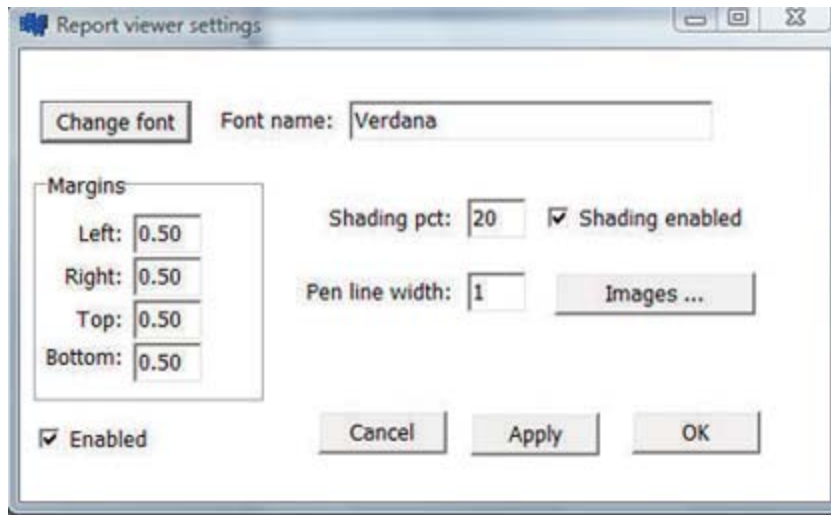 Report viewer settings
Change font Font name: Verdana
Margins
Left: 0.50
Shading pct: 20 Shading enabled
Right: 0.50
Pen line width: 1 Images ...
Top: 0.50
Bottom: 0.50
Enabled
Cancel Apply OK